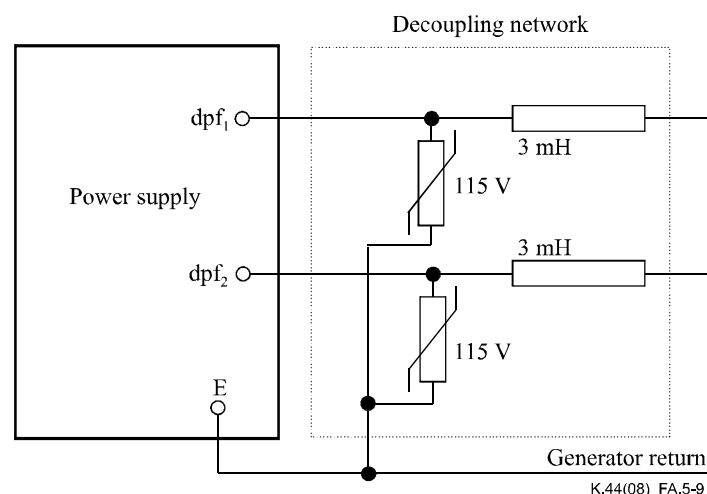 Decoupling network
dpf1
3 mH
115 V
Power supply
3 mH
dpf2
115 V
E
Generator return
K.44(08)_FA.5-9